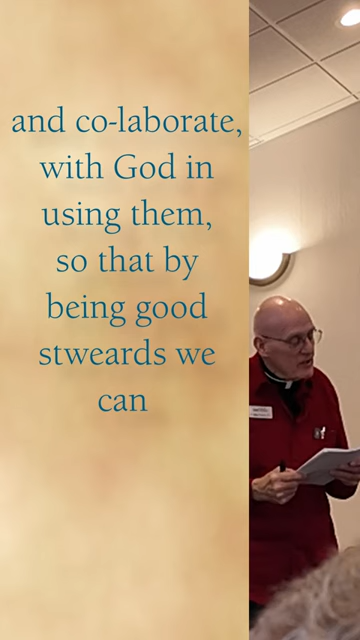 and co-laborate,
with God in
using them,
so that by
being good
stweards we
can